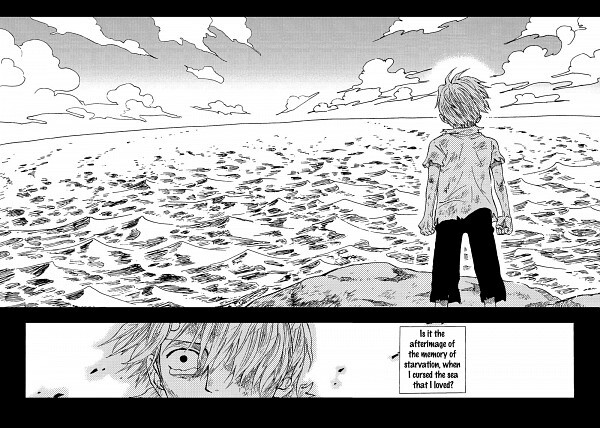 Is it the
afterimage of
the memory of
starvation, when
I cursed the sea
that I loved?